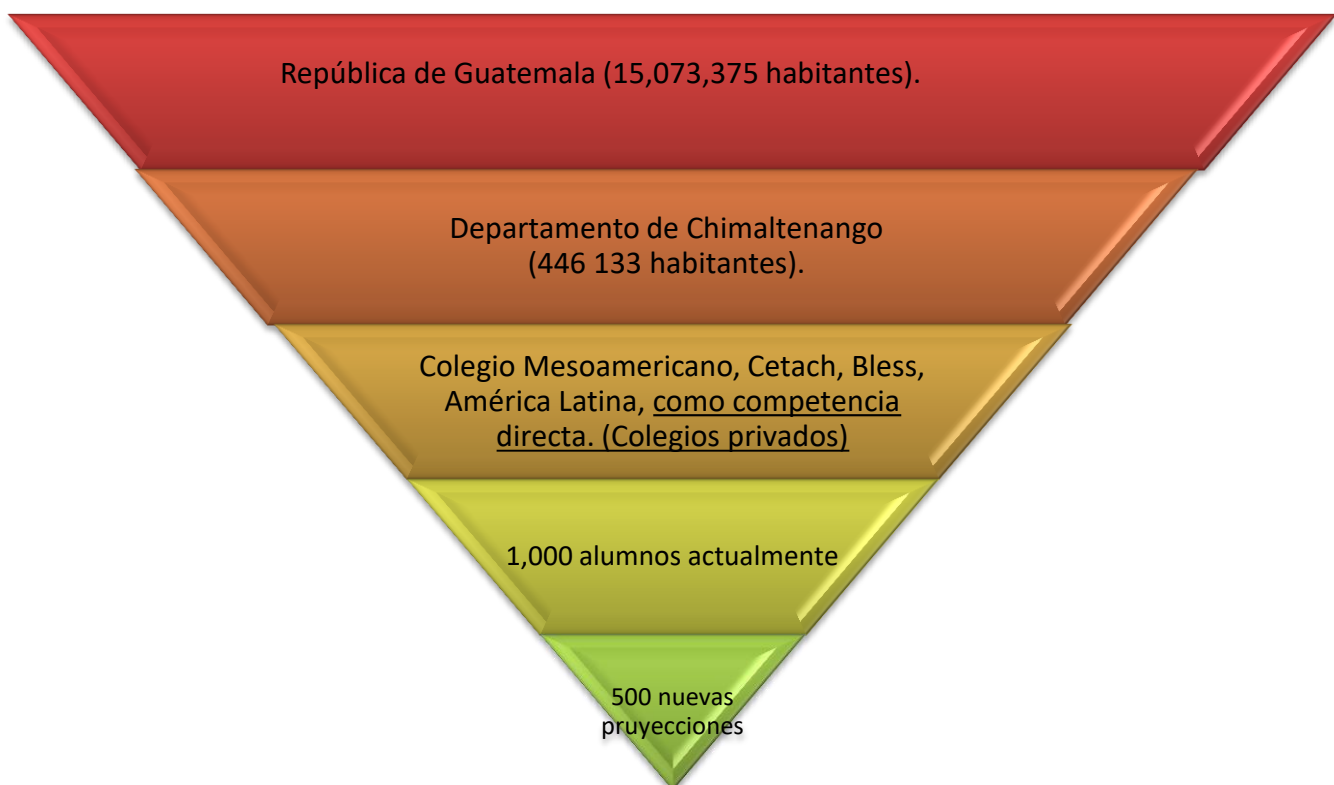 República de Guatemala (15,073,375 habitantes).
Departamento de Chimaltenango
(446 133 habitantes).
Colegio Mesoamericano, Cetach, Bless,
América Latina, como competencia
directa. (Colegios privados)
1,000 alumnos actualmente
500 nuevas
pruyecciones